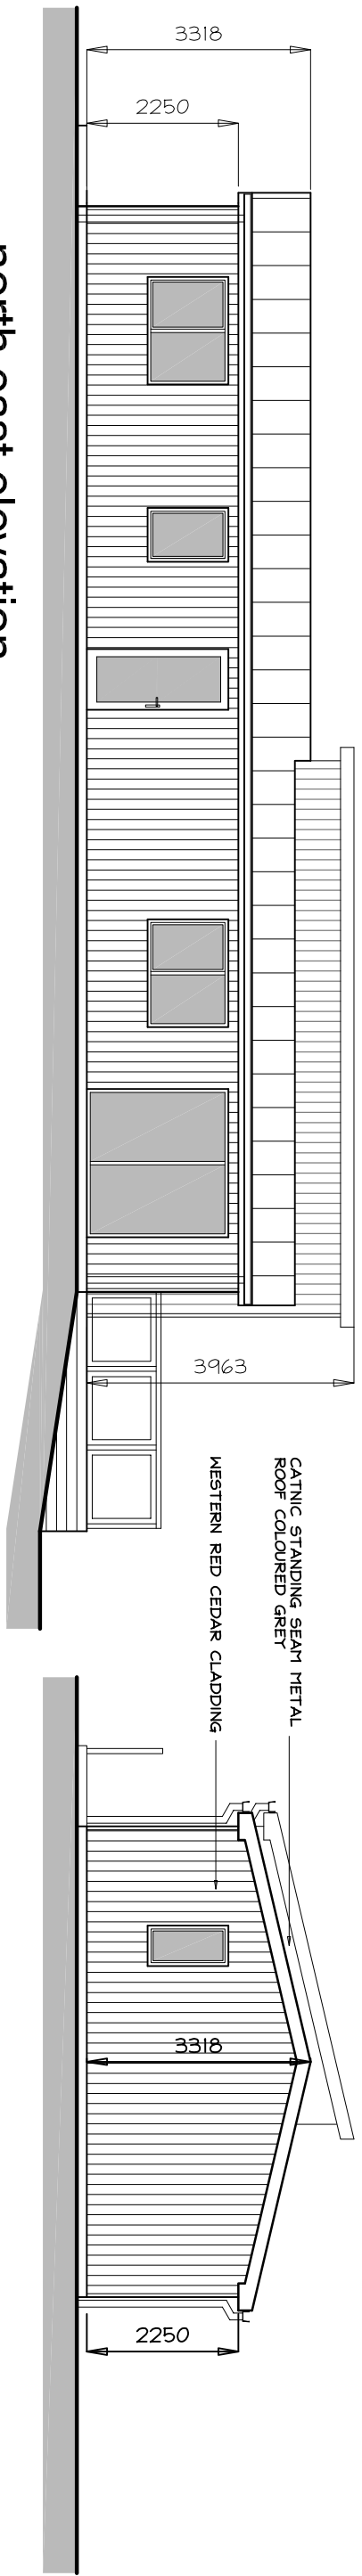 3318
2250
3963
CATNIC STANDING SEAM METAL
ROOF COLOURED GREY
WESTERN RED CEDAR CLADDING
3318
2250
north east elevation